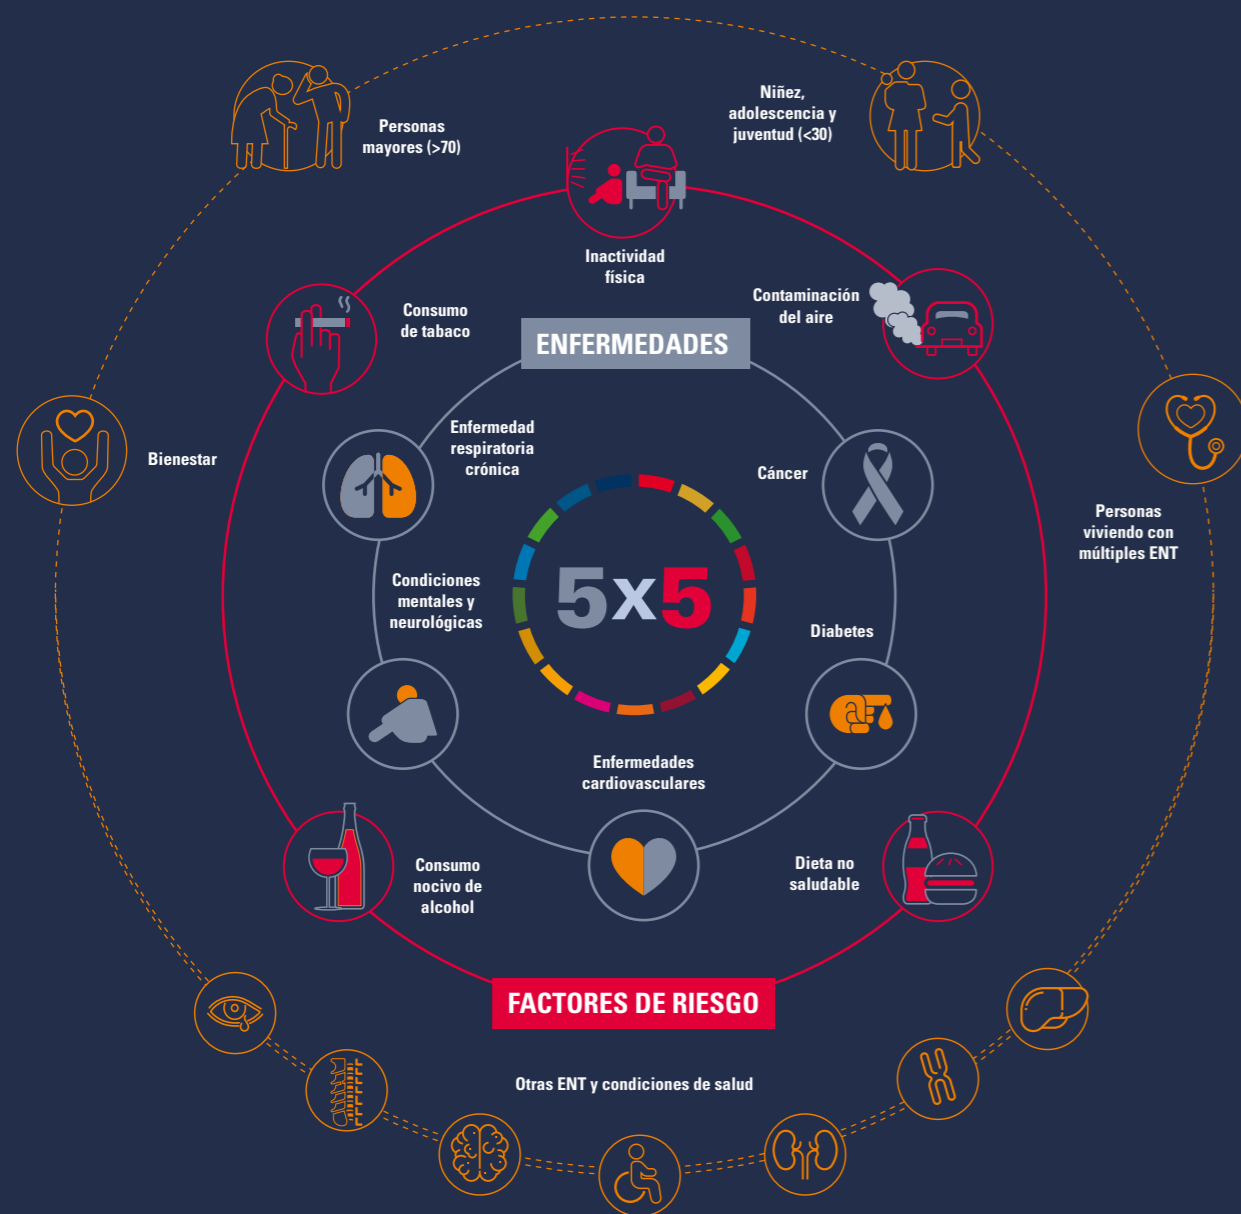 Personas
mayores (>70)
Niñez,
adolescencia y
juventud (<30)
Inactividad
física
Consumo
de tabaco
Contaminación
del aire
ENFERMEDADES
Bienestar
Enfermedad
respiratoria
crónica
Cáncer
Personas
viviendo con
múltiples ENT
Condiciones
mentales y
neurológicas
5x5
Diabetes
Enfermedades
cardiovasculares
Consumo
nocivo de
alcohol
Dieta no
saludable
FACTORES DE RIESGO
Otras ENT y condiciones de salud